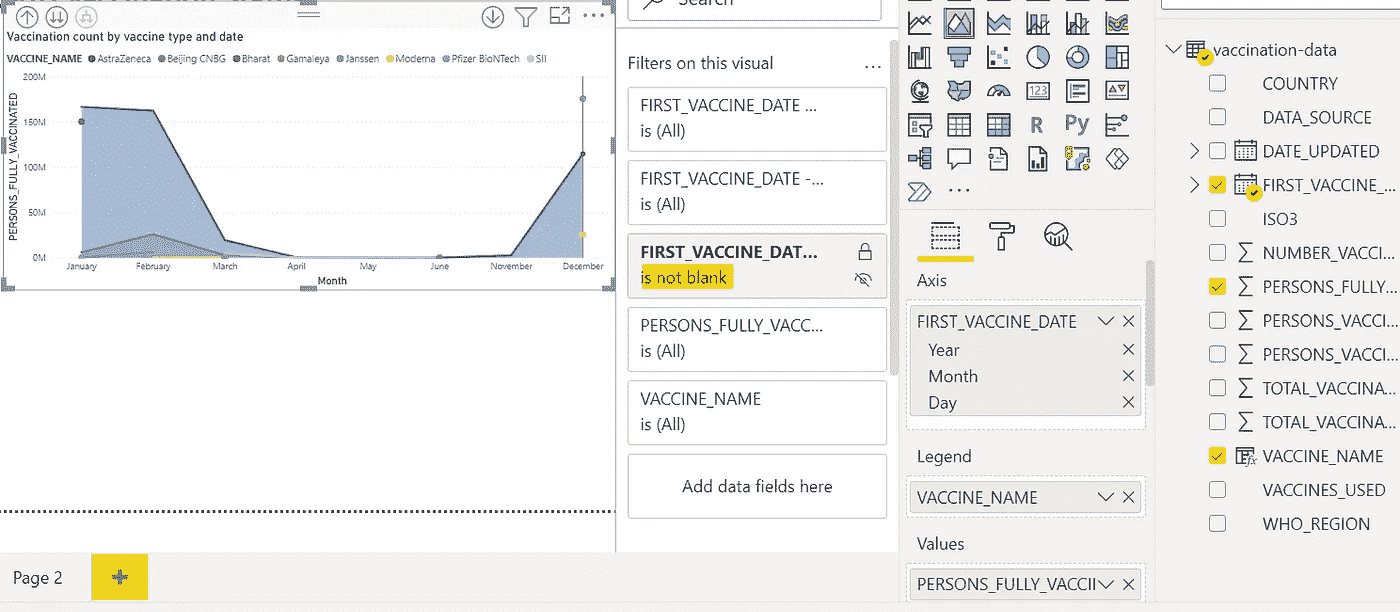 Vaccination count by vaccine type and date
VACCINE_NAME AstraZeneca Beijing CNBG Bharat Gamaleya Janssen Moderna Pfizer BioNTech SII
200M
150M
100M
50M
0M
PERSONS_FULLY_VACCINATED
January February March April May June November December
Month
Page 2
+
Search
Filters on this visual
...
FIRST_VACCINE_DATE ...
is (All)
FIRST_VACCINE_DATE -...
is (All)
FIRST_VACCINE_DAT...
is not blank
PERSONS_FULLY_VACC...
is (All)
VACCINE_NAME
is (All)
Add data fields here
123
R Py
...
Axis
FIRST_VACCINE_DATE
Year
Month
Day
Legend
VACCINE_NAME
Values
PERSONS_FULLY_VACCII
vaccination-data
COUNTRY
DATA_SOURCE
DATE_UPDATED
FIRST_VACCINE_...
ISO3
NUMBER_VACCI...
PERSONS_FULLY...
PERSONS_VACCI...
PERSONS_VACCI...
TOTAL_VACCINA...
TOTAL_VACCINA...
VACCINE_NAME
VACCINES_USED
WHO_REGION